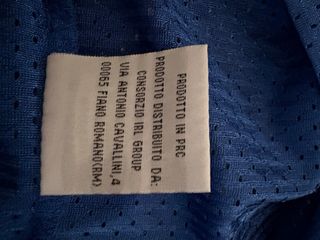 PRODOTTO IN PRC
PRODOTTO DISTRIBUITO DA:
CONSORZIO IRL GROUP
VIA ANTONIO CAVALLINI,4
00065 FIANO ROMANO(RM)